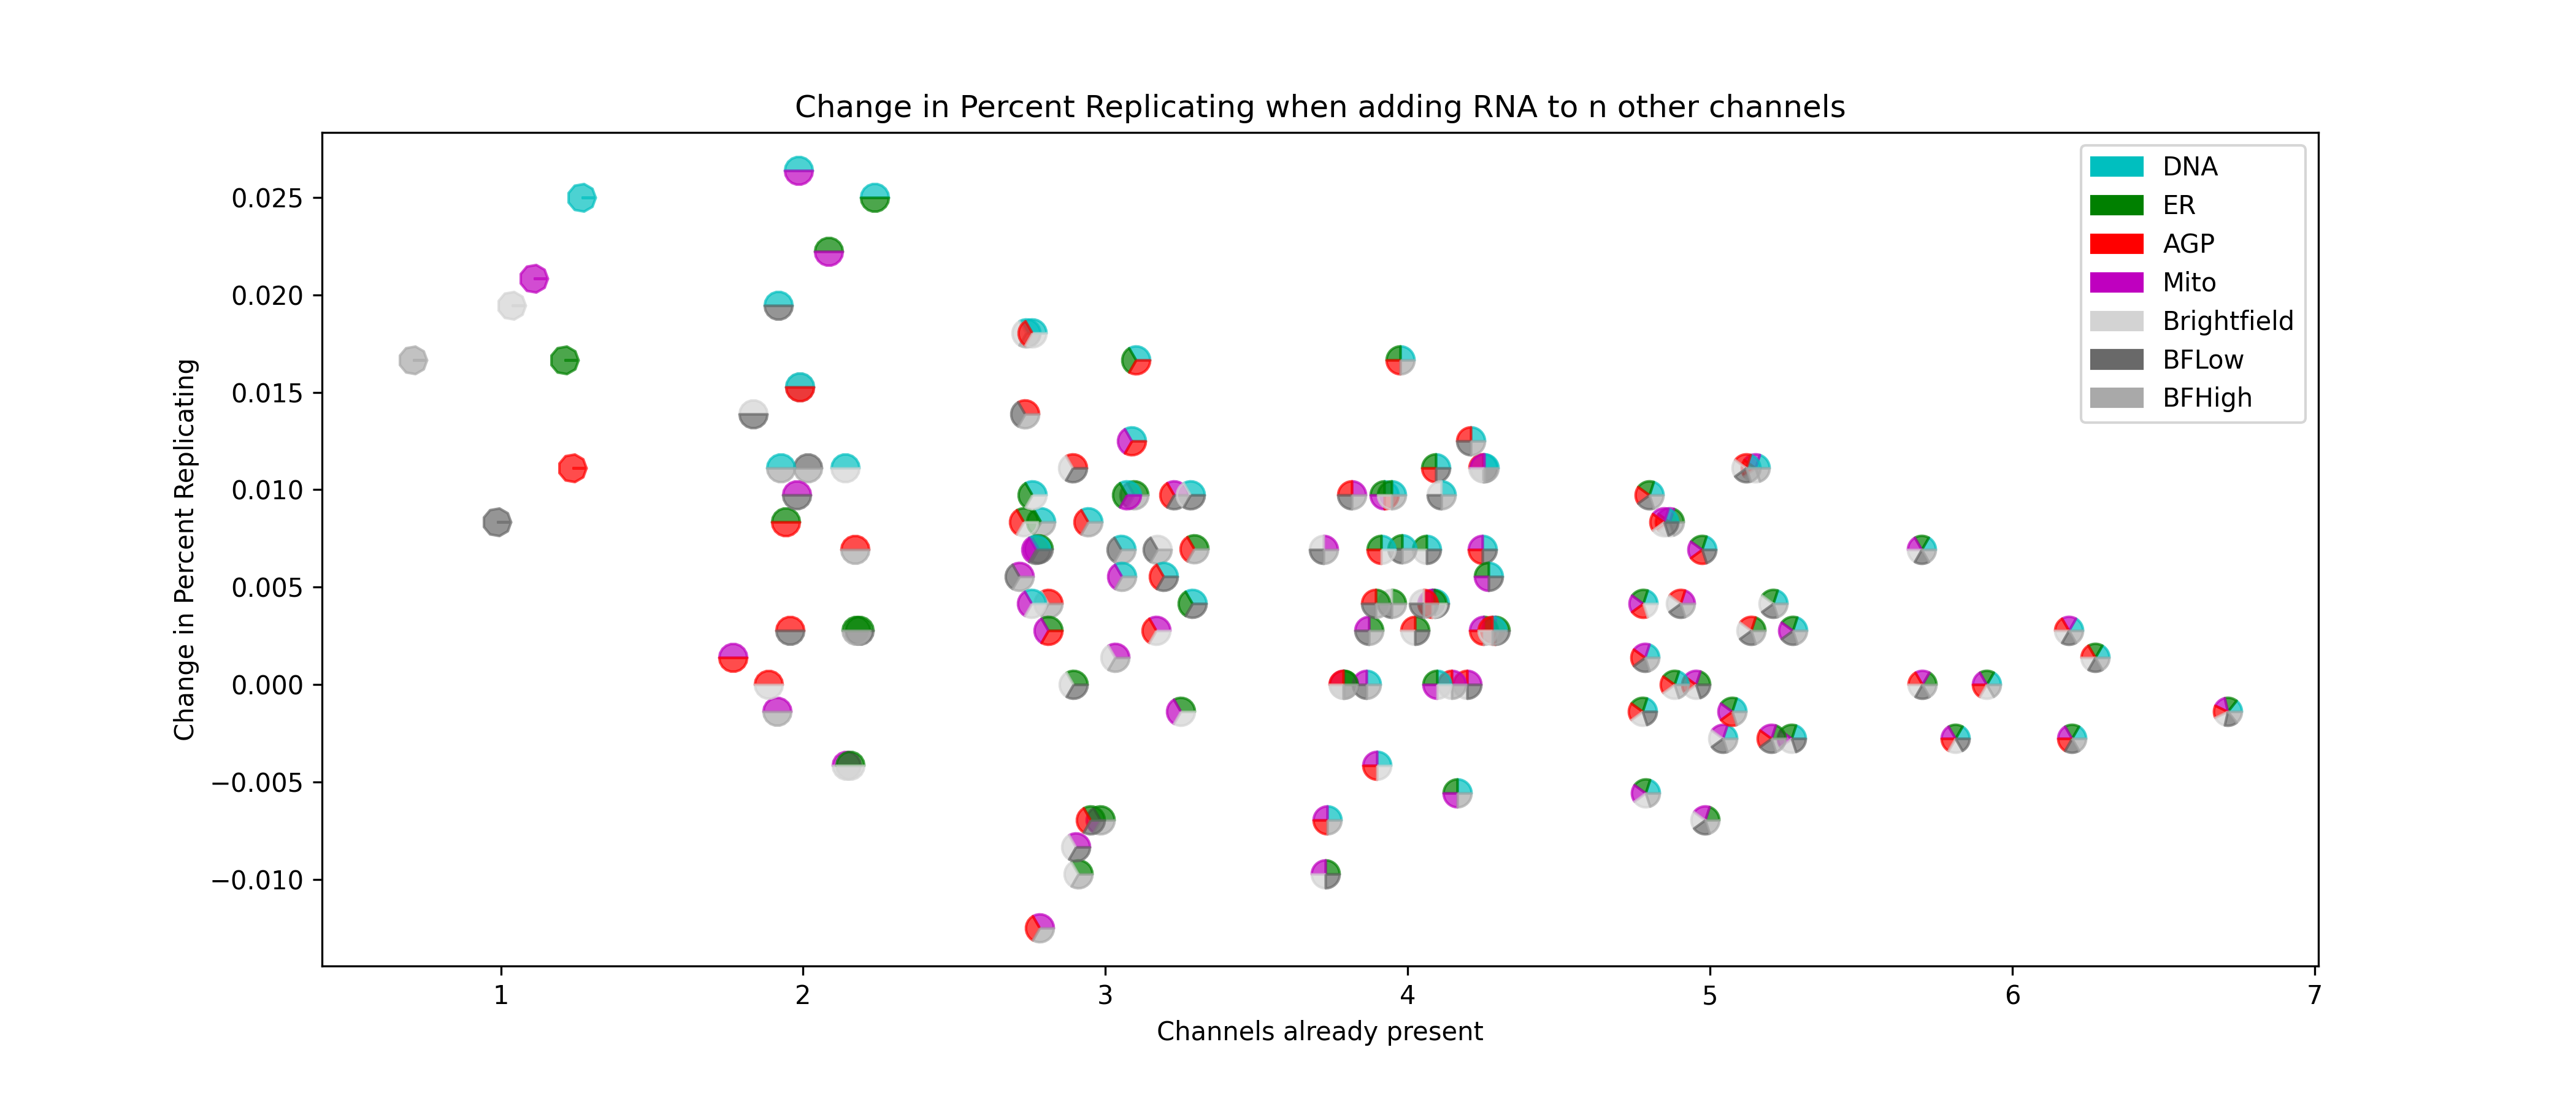 Change in Percent Replicating when adding RNA to n other channels
Change in Percent Replicating
0.025
0.020
0.015
0.010
0.005
0.000
−0.005
−0.010
DNA
ER
AGP
Mito
Brightfield
BFLow
BFHigh
1 2 3 4 5 6 7
Channels already present